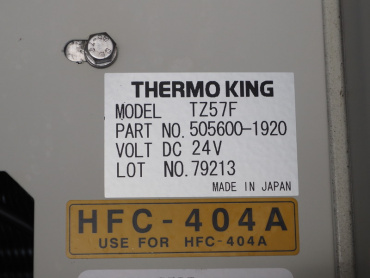 THERMO KING
MODEL TZ57F
PART NO. 505600-1920
VOLT DC 24V
LOT NO. 79213
MADE IN JAPAN
HFC-404A
USE FOR HFC-404A